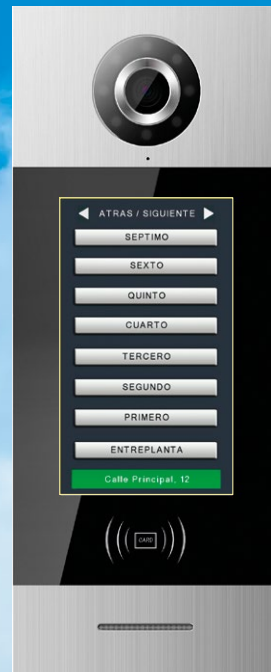 ATRAS / SIGUIENTE
SEPTIMO
SEXTO
QUINTO
CUARTO
TERCERO
SEGUNDO
PRIMERO
ENTREPLANTA
Calle Principal, 12
CARD